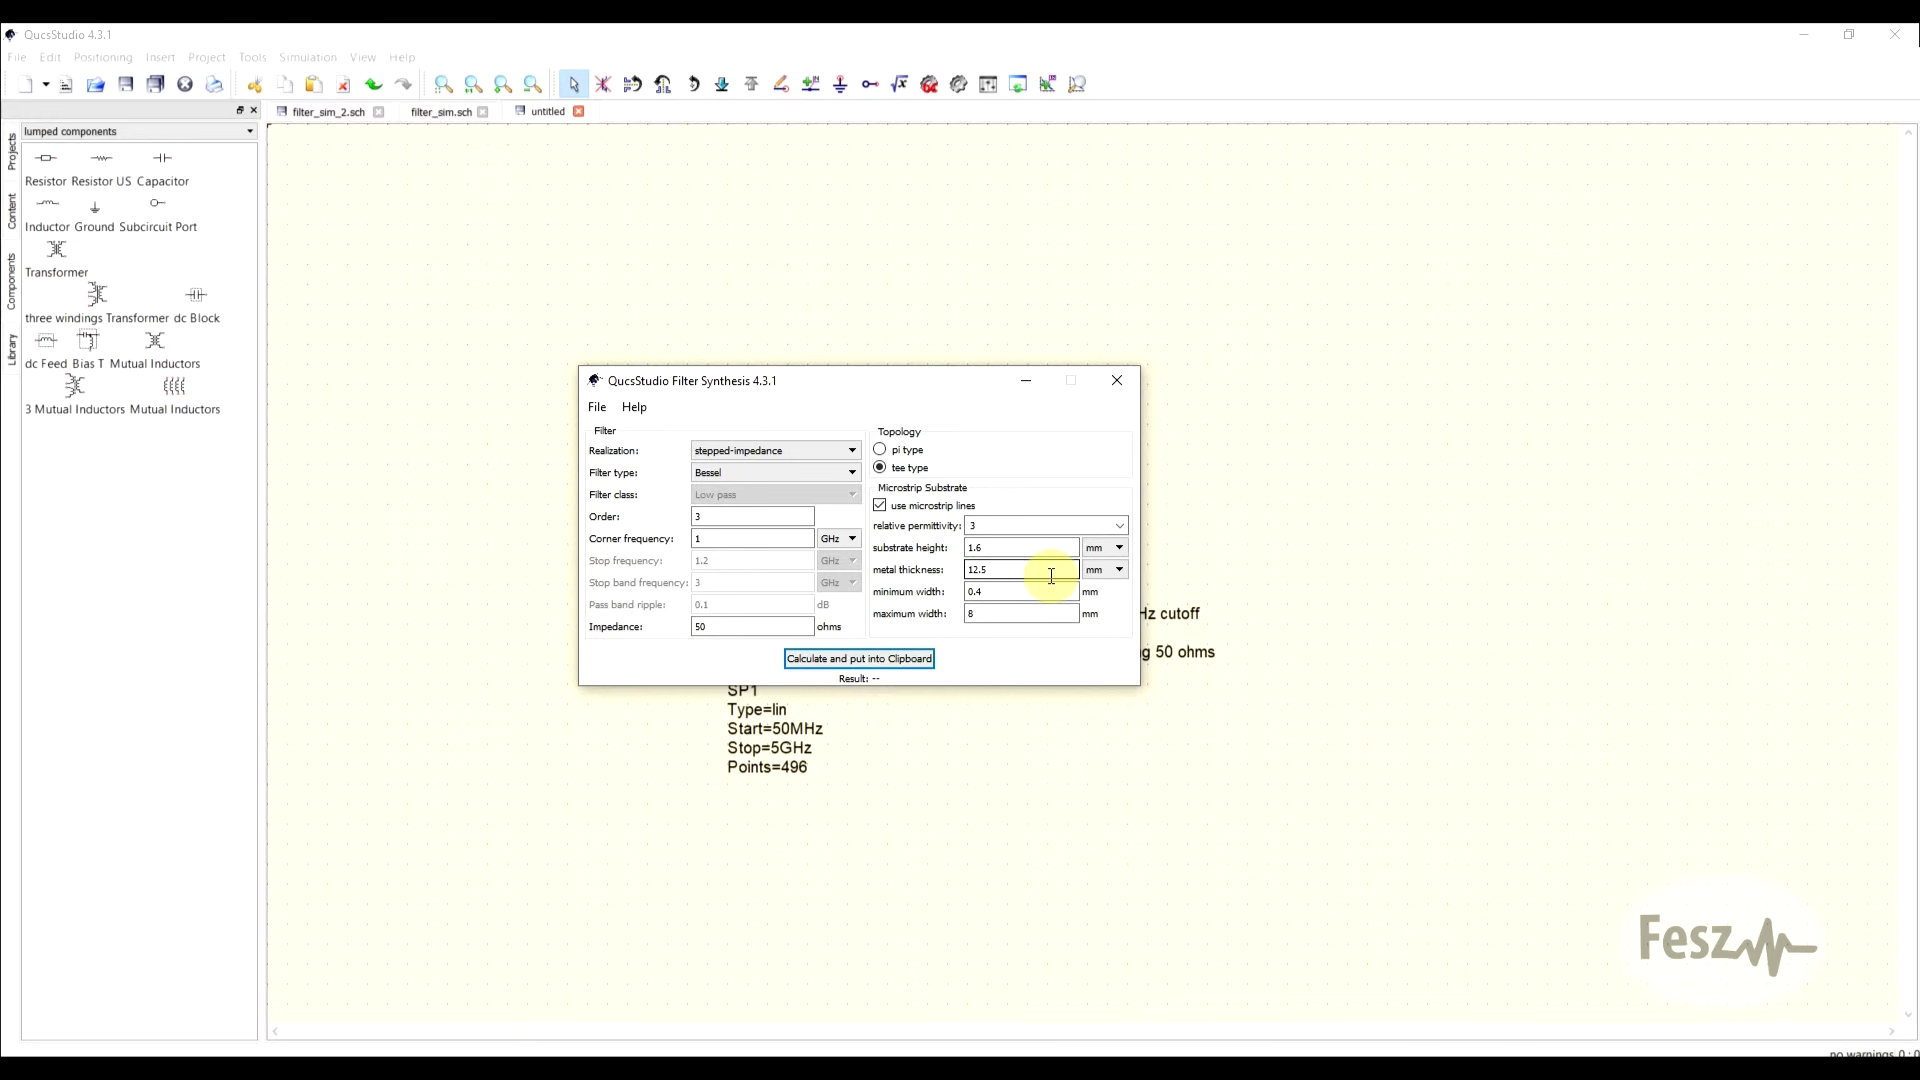 QucsStudio 4.3.1
File Edit Positioning Insert Project Tools Simulation View Help
filter_sim_2.sch filter_sim.sch untitled
lumped components
Projects
Content
Components
Library
Resistor Resistor US Capacitor
Inductor Ground Subcircuit Port
Transformer
three windings Transformer dc Block
dc Feed Bias T Mutual Inductors
3 Mutual Inductors Mutual Inductors
QucsStudio Filter Synthesis 4.3.1
File Help
Filter
Realization: stepped-impedance
Filter type: Bessel
Filter class: Low pass
Order: 3
Corner frequency: 1 GHz
Stop frequency: 1.2 GHz
Stop band frequency: 3 GHz
Pass band ripple: 0.1 dB
Impedance: 50 ohms
Topology
pi type
tee type
Microstrip Substrate
use microstrip lines
relative permittivity: 3
substrate height: 1.6 mm
metal thickness: 12.5 mm
minimum width: 0.4 mm
maximum width: 8 mm
Calculate and put into Clipboard
Result: --
Hz cutoff
g 50 ohms
SP1
Type=lin
Start=50MHz
Stop=5GHz
Points=496
Fesz
no warnings 0 : 0